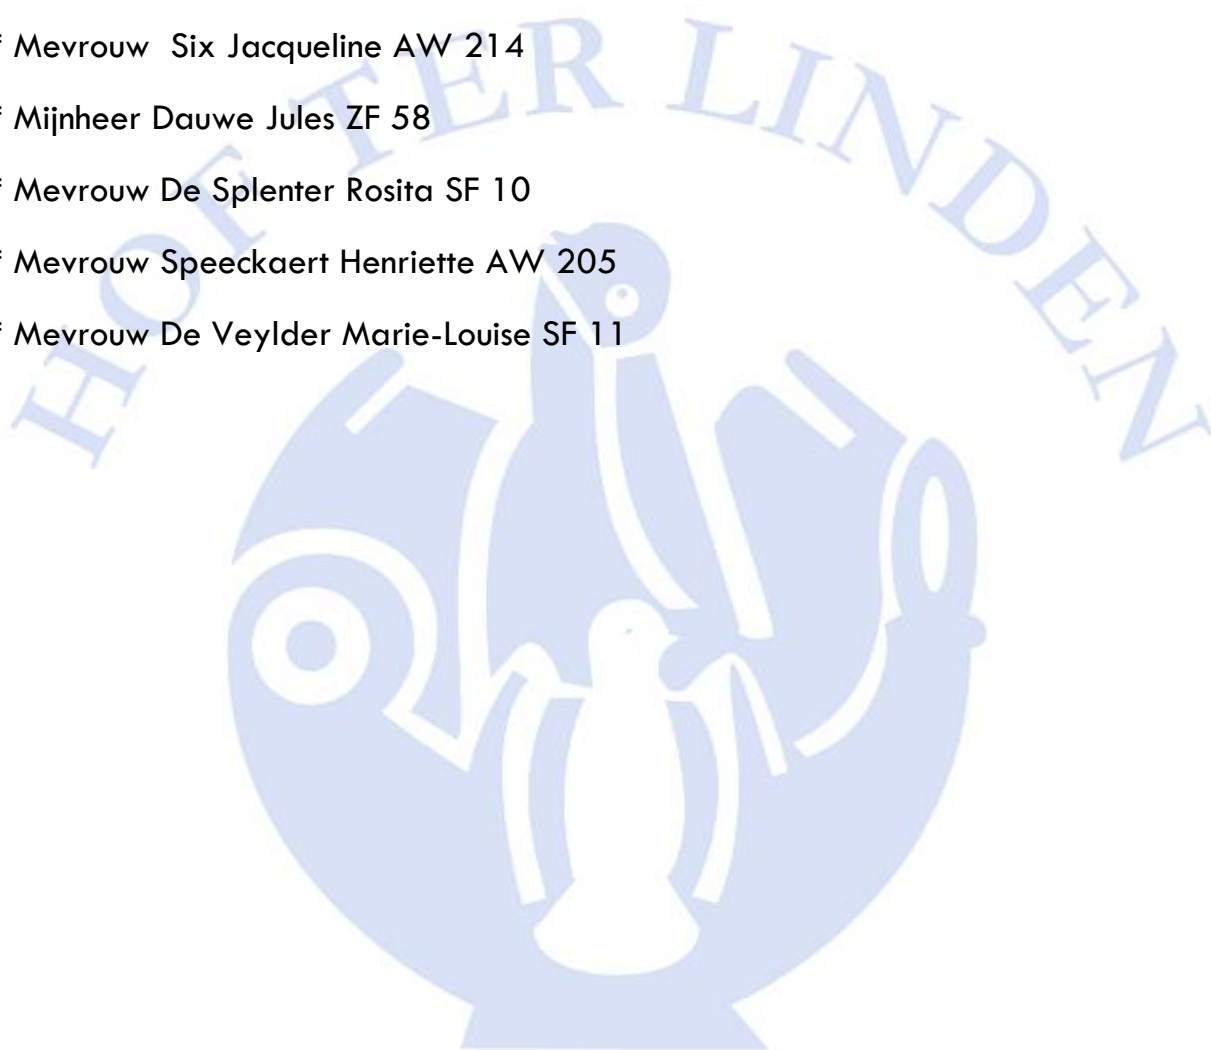 * Mevrouw  Six Jacqueline AW 214
* Mijnheer Dauwe Jules ZF 58
* Mevrouw De Splenter Rosita SF 10
* Mevrouw Speeckaert Henriette AW 205
* Mevrouw De Veylder Marie-Louise SF 11
HOF TER LINDEN